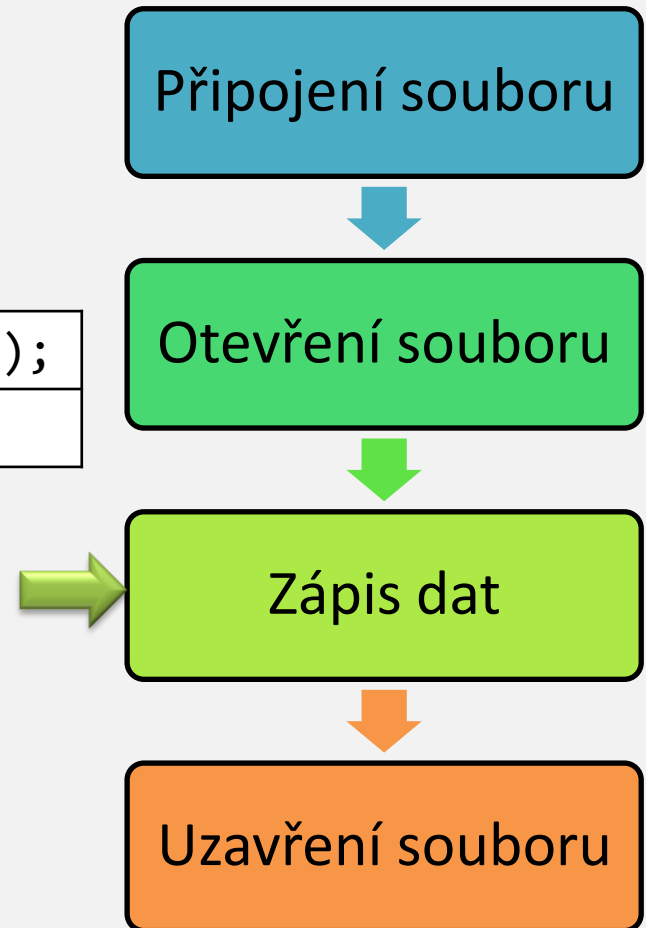 Připojení souboru
);
Otevření souboru
Zápis dat
Uzavření souboru